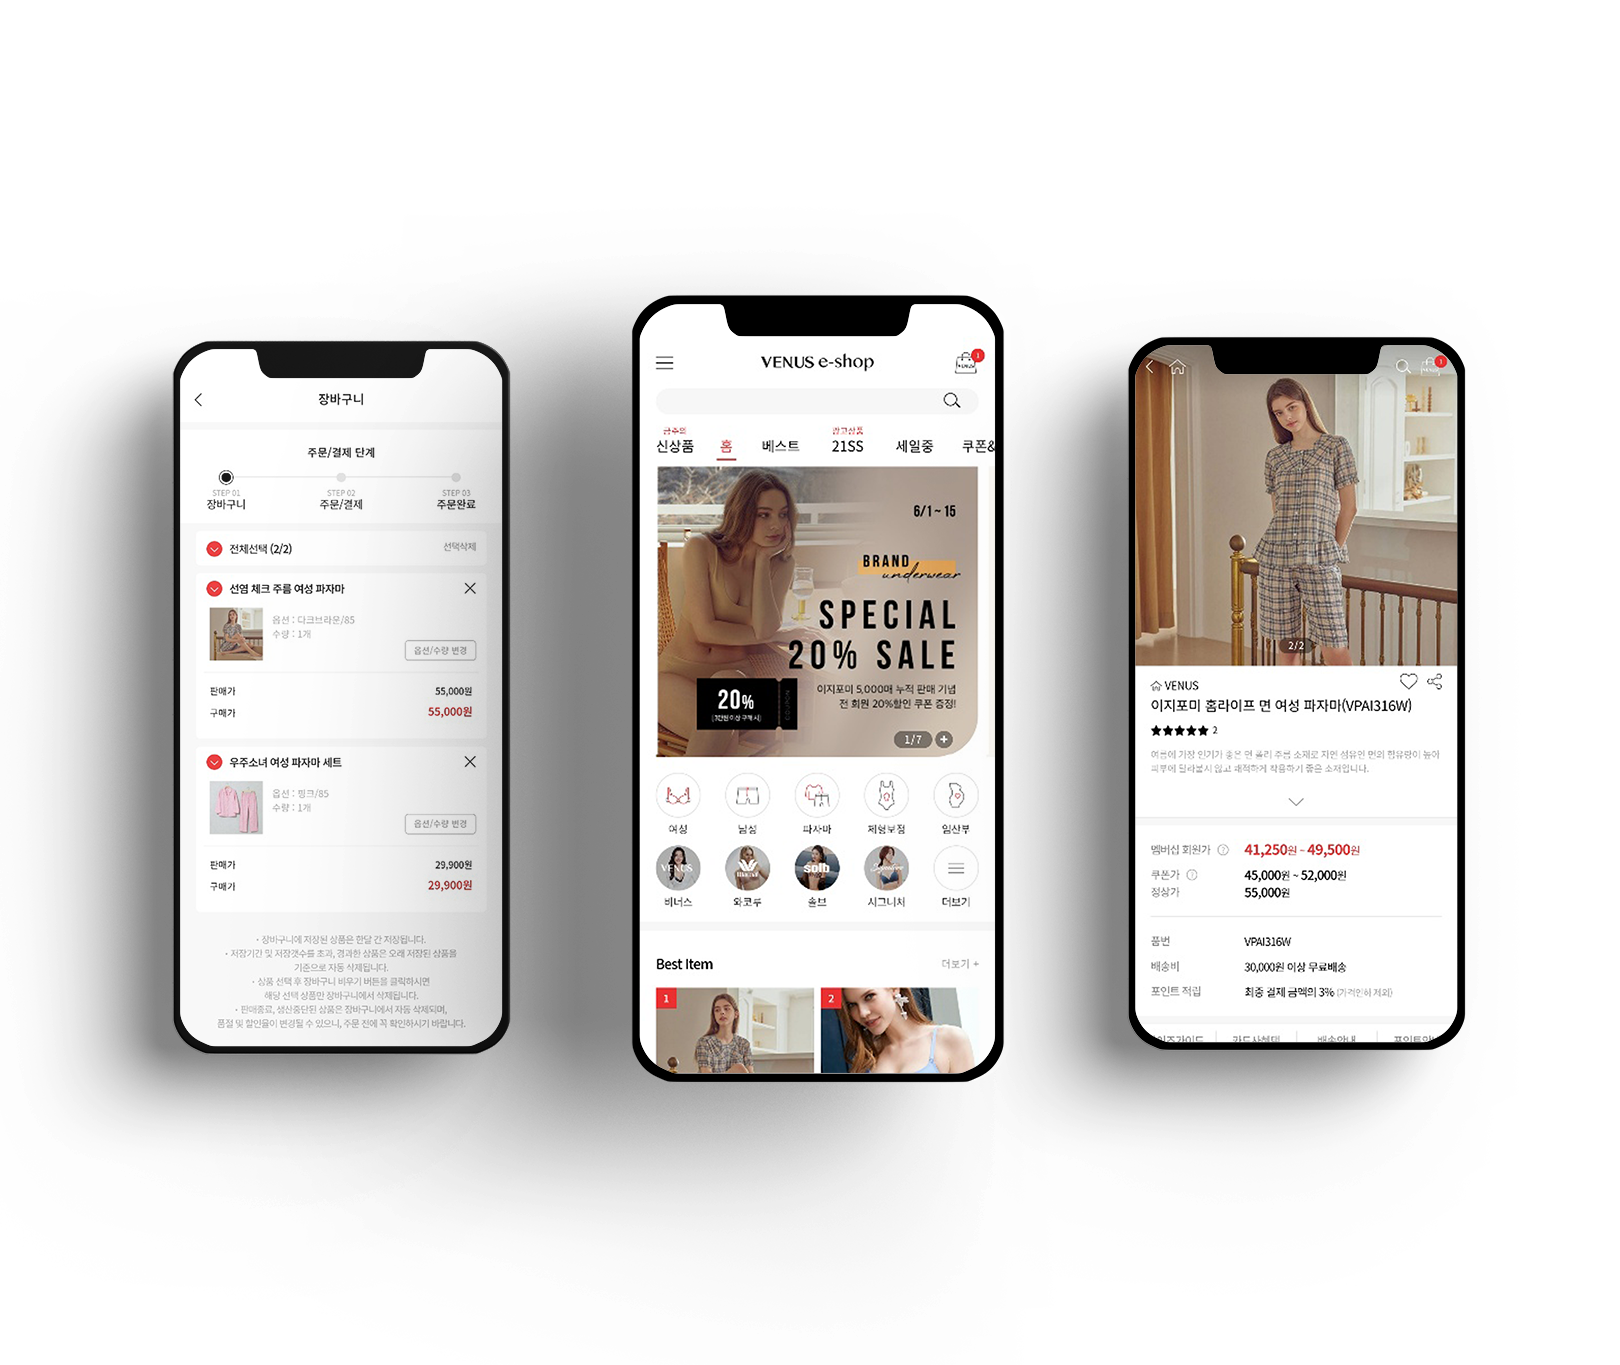 장바구니
주문/결제 단계
STEP 01
장바구니
STEP 02
주문/결제
STEP 03
주문완료
전체선택 (2/2)
선택삭제
선염 체크 주름 여성 파자마
옵션 : 다크브라운/85
수량 : 1개
옵션/수량 변경
판매가
55,000원
구매가
55,000원
우주소녀 여성 파자마 세트
옵션 : 핑크/85
수량 : 1개
옵션/수량 변경
판매가
29,900원
구매가
29,900원
• 장바구니에 저장된 상품은 한달 간 저장됩니다.
• 저장기간 및 저장갯수를 초과, 경과한 상품은 오래 저장된 상품을
기준으로 자동 삭제됩니다.
• 상품 선택 후 장바구니 비우기 버튼을 클릭하시면
해당 선택 상품만 장바구니에서 삭제됩니다.
• 판매종료, 생산중단된 상품은 장바구니에서 자동 삭제되며,
품절 및 할인율이 변경될 수 있으니, 주문 전에 꼭 확인하시기 바랍니다.
VENUS e-shop
1
금주의
신상품
홈
베스트
광고상품
21SS
세일중
쿠폰&
6/1 ~ 15
BRAND
underwear
SPECIAL
20% SALE
이지포미 5,000매 누적 판매 기념
전 회원 20%할인 쿠폰 증정!
20%
(7만원 이상 구매 시)
COUPON
1/7 +
여성
남성
파자마
체형보정
임산부
VENUS
Wacoal
solb
Signature
비너스
와코루
솔브
시그니처
더보기
Best Item
더보기 +
1
2
1
2/2
VENUS
이지포미 홈라이프 면 여성 파자마(VPAI316W)
★★★★★ 2
여름에 가장 인기가 좋은 면 폴리 주름 소재로 자연 섬유인 면의 함유량이 높아
피부에 달라붙지 않고 쾌적하게 착용하기 좋은 소재입니다.
멤버십 회원가 ?
41,250원 ~ 49,500원
쿠폰가 ?
45,000원 ~ 52,000원
정상가
55,000원
품번
VPAI316W
배송비
30,000원 이상 무료배송
포인트 적립
최종 결제 금액의 3% (가격인하 제외)